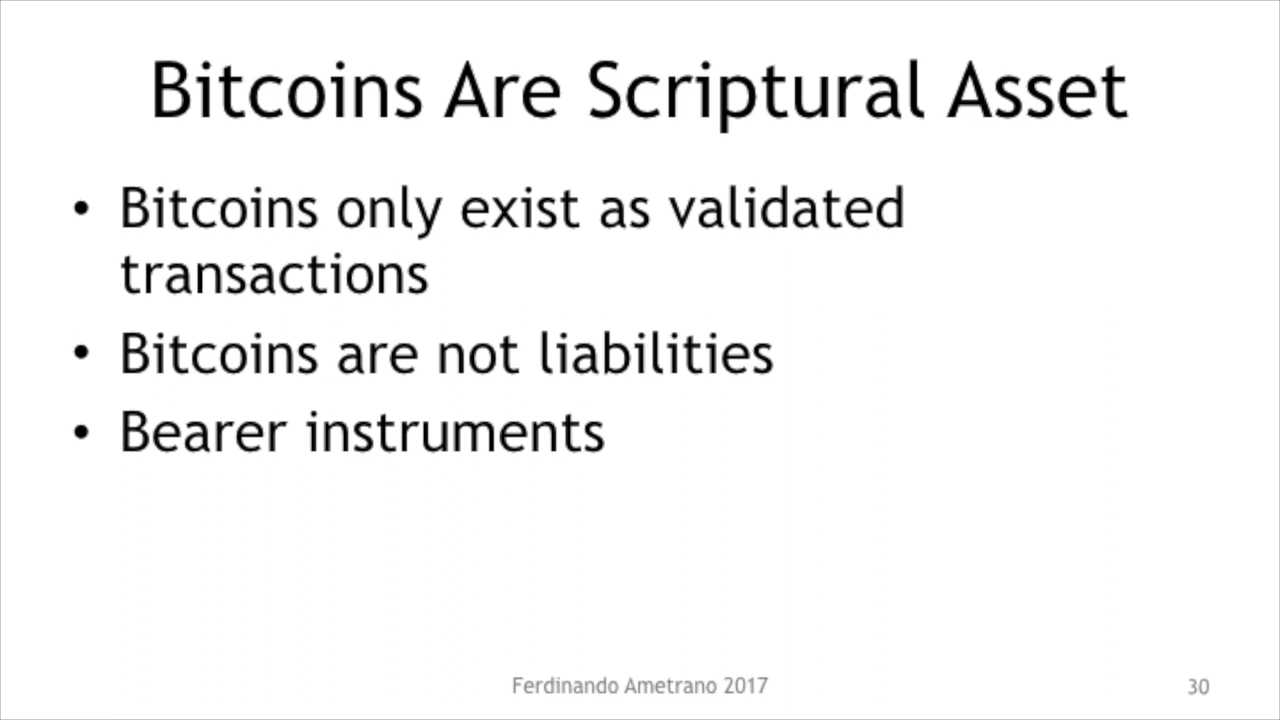 Bitcoins Are Scriptural Asset
• Bitcoins only exist as validated
transactions
• Bitcoins are not liabilities
• Bearer instruments
Ferdinando Ametrano 2017
30